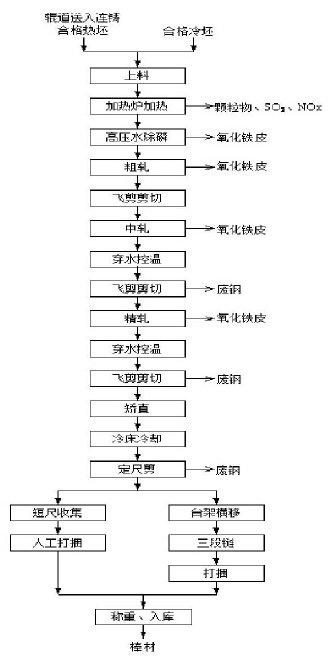 辊道送入连铸
合格热坯
合格冷坯
上料
加热炉加热
颗粒物、SO₂、NOx
高压水除磷
氧化铁皮
粗轧
氧化铁皮
飞剪剪切
中轧
氧化铁皮
穿水控温
飞剪剪切
废钢
精轧
氧化铁皮
穿水控温
飞剪剪切
废钢
矫直
冷床冷却
定尺剪
废钢
短尺收集
台架横移
人工打捆
三段链
打捆
称重、入库
棒材